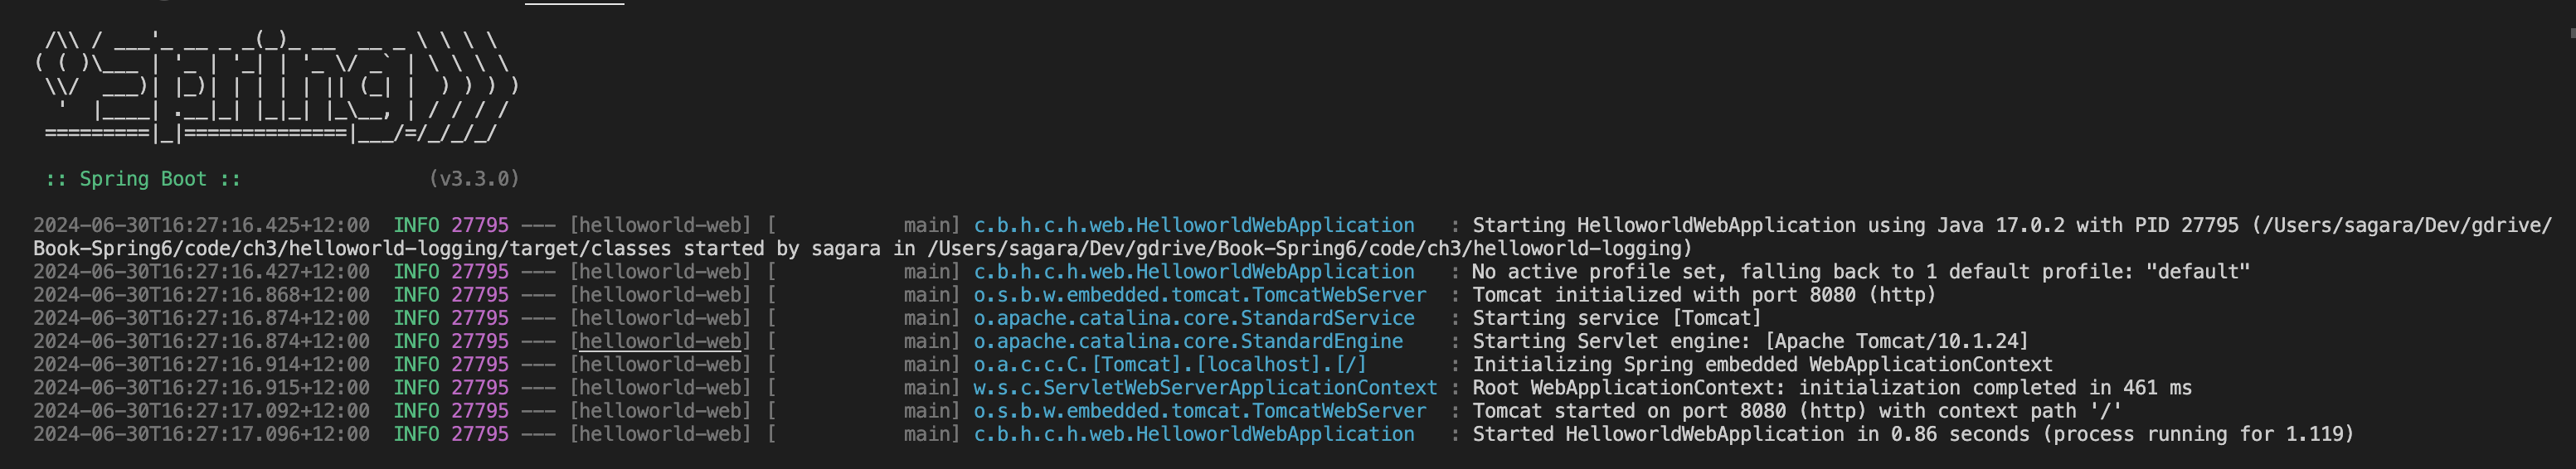 /\\ / ___'_ __ _ _(_)_ __  __ _ \ \ \ \
( ( )\___ | '_ | '_| | '_ \/ _` | \ \ \ \
 \\/  ___)| |_)| | | | | || (_| |  ) ) ) )
  '  |____| .__|_| |_|_| |_\__, | / / / /
 =========|_|==============|___/=/_/_/_/
 :: Spring Boot ::                (v3.3.0)
2024-06-30T16:27:16.425+12:00  INFO 27795 --- [helloworld-web] [           main] c.b.h.c.h.web.HelloworldWebApplication   : Starting HelloworldWebApplication using Java 17.0.2 with PID 27795 (/Users/sagara/Dev/gdrive/
Book-Spring6/code/ch3/helloworld-logging/target/classes started by sagara in /Users/sagara/Dev/gdrive/Book-Spring6/code/ch3/helloworld-logging)
2024-06-30T16:27:16.427+12:00  INFO 27795 --- [helloworld-web] [           main] c.b.h.c.h.web.HelloworldWebApplication   : No active profile set, falling back to 1 default profile: "default"
2024-06-30T16:27:16.868+12:00  INFO 27795 --- [helloworld-web] [           main] o.s.b.w.embedded.tomcat.TomcatWebServer  : Tomcat initialized with port 8080 (http)
2024-06-30T16:27:16.874+12:00  INFO 27795 --- [helloworld-web] [           main] o.apache.catalina.core.StandardService   : Starting service [Tomcat]
2024-06-30T16:27:16.874+12:00  INFO 27795 --- [helloworld-web] [           main] o.apache.catalina.core.StandardEngine    : Starting Servlet engine: [Apache Tomcat/10.1.24]
2024-06-30T16:27:16.914+12:00  INFO 27795 --- [helloworld-web] [           main] o.a.c.c.C.[Tomcat].[localhost].[/]       : Initializing Spring embedded WebApplicationContext
2024-06-30T16:27:16.915+12:00  INFO 27795 --- [helloworld-web] [           main] w.s.c.ServletWebServerApplicationContext : Root WebApplicationContext: initialization completed in 461 ms
2024-06-30T16:27:17.092+12:00  INFO 27795 --- [helloworld-web] [           main] o.s.b.w.embedded.tomcat.TomcatWebServer  : Tomcat started on port 8080 (http) with context path '/'
2024-06-30T16:27:17.096+12:00  INFO 27795 --- [helloworld-web] [           main] c.b.h.c.h.web.HelloworldWebApplication   : Started HelloworldWebApplication in 0.86 seconds (process running for 1.119)